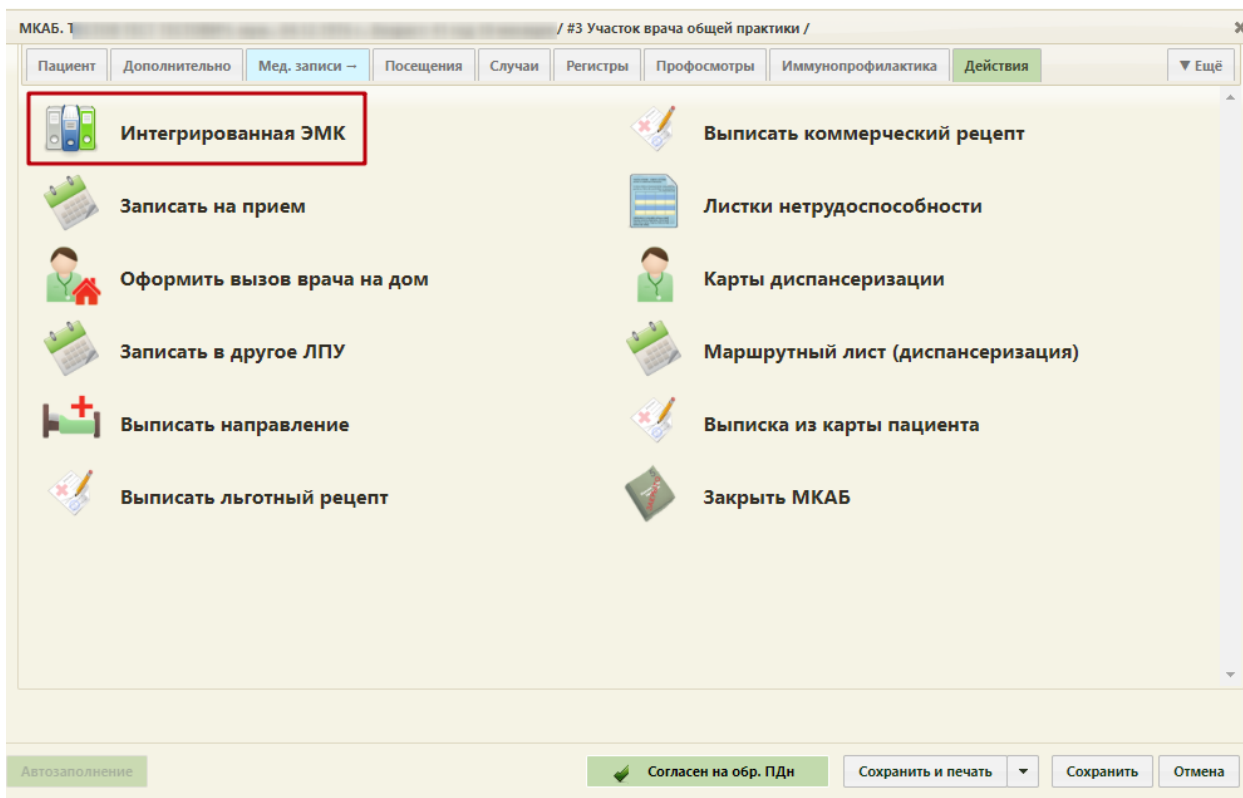 МКАБ. Т / #3 Участок врача общей практики /
Пациент Дополнительно Мед. записи → Посещения Случаи Регистры Профосмотры Иммунопрофилактика Действия ▼ Ещё
Интегрированная ЭМК
Выписать коммерческий рецепт
Записать на прием
Листки нетрудоспособности
Оформить вызов врача на дом
Карты диспансеризации
Записать в другое ЛПУ
Маршрутный лист (диспансеризация)
Выписать направление
Выписка из карты пациента
Выписать льготный рецепт
Закрыть МКАБ
Автозаполнение Согласен на обр. ПДн Сохранить и печать Сохранить Отмена